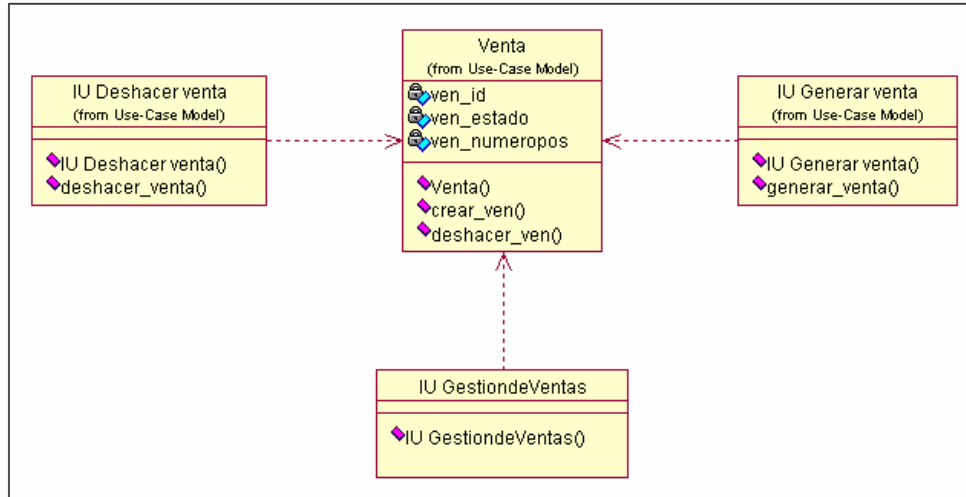 Venta
(from Use-Case Model)
ven_id
ven_estado
ven_numeropos
Venta()
crear_ven()
deshacer_ven()
IU Deshacer venta
(from Use-Case Model)
IU Deshacer venta()
deshacer_venta()
IU Generar venta
(from Use-Case Model)
IU Generar venta()
generar_venta()
IU GestiondeVentas
IU GestiondeVentas()